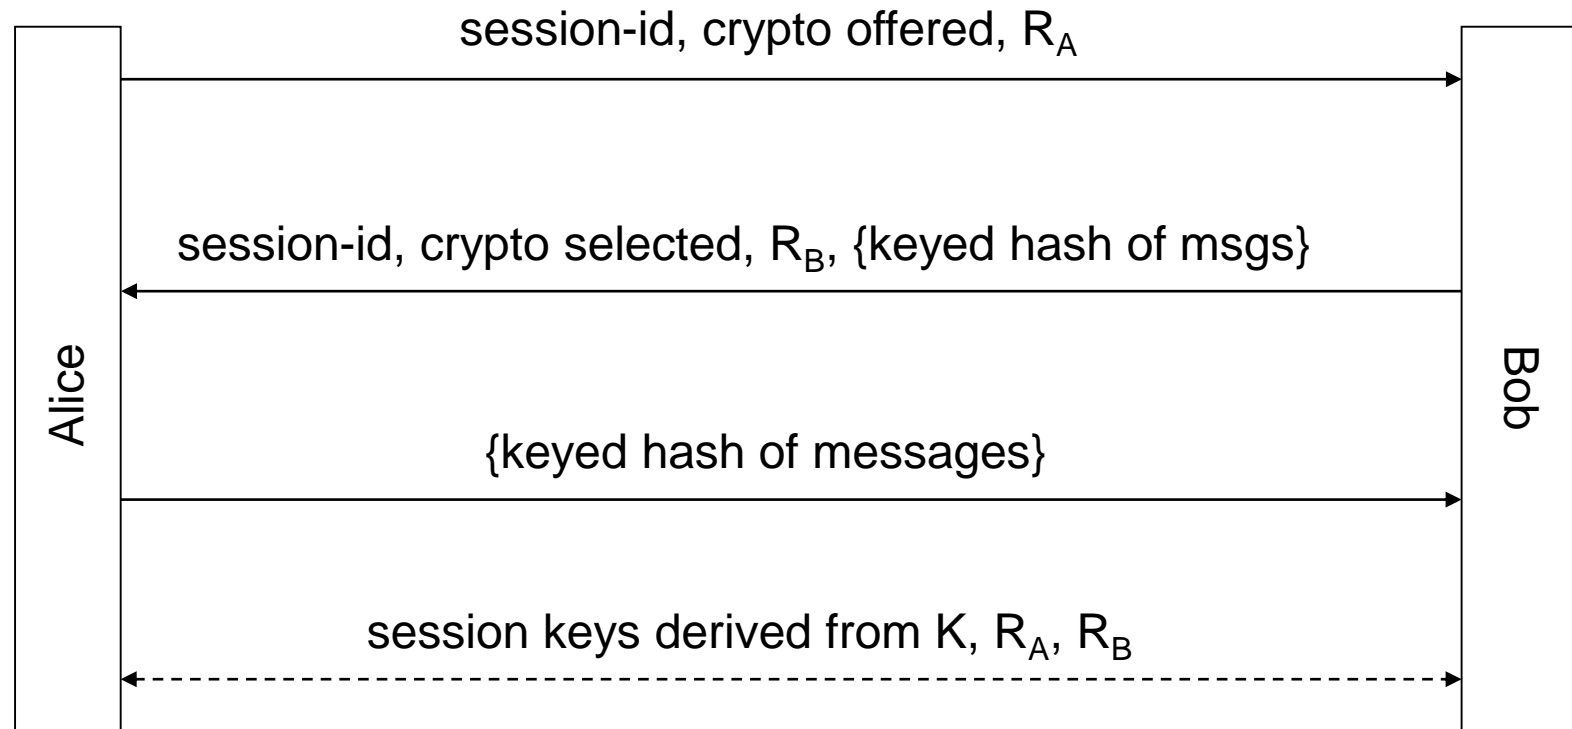 session-id, crypto offered, R_A
session-id, crypto selected, R_B, {keyed hash of msgs}
Alice
Bob
{keyed hash of messages}
session keys derived from K, R_A, R_B